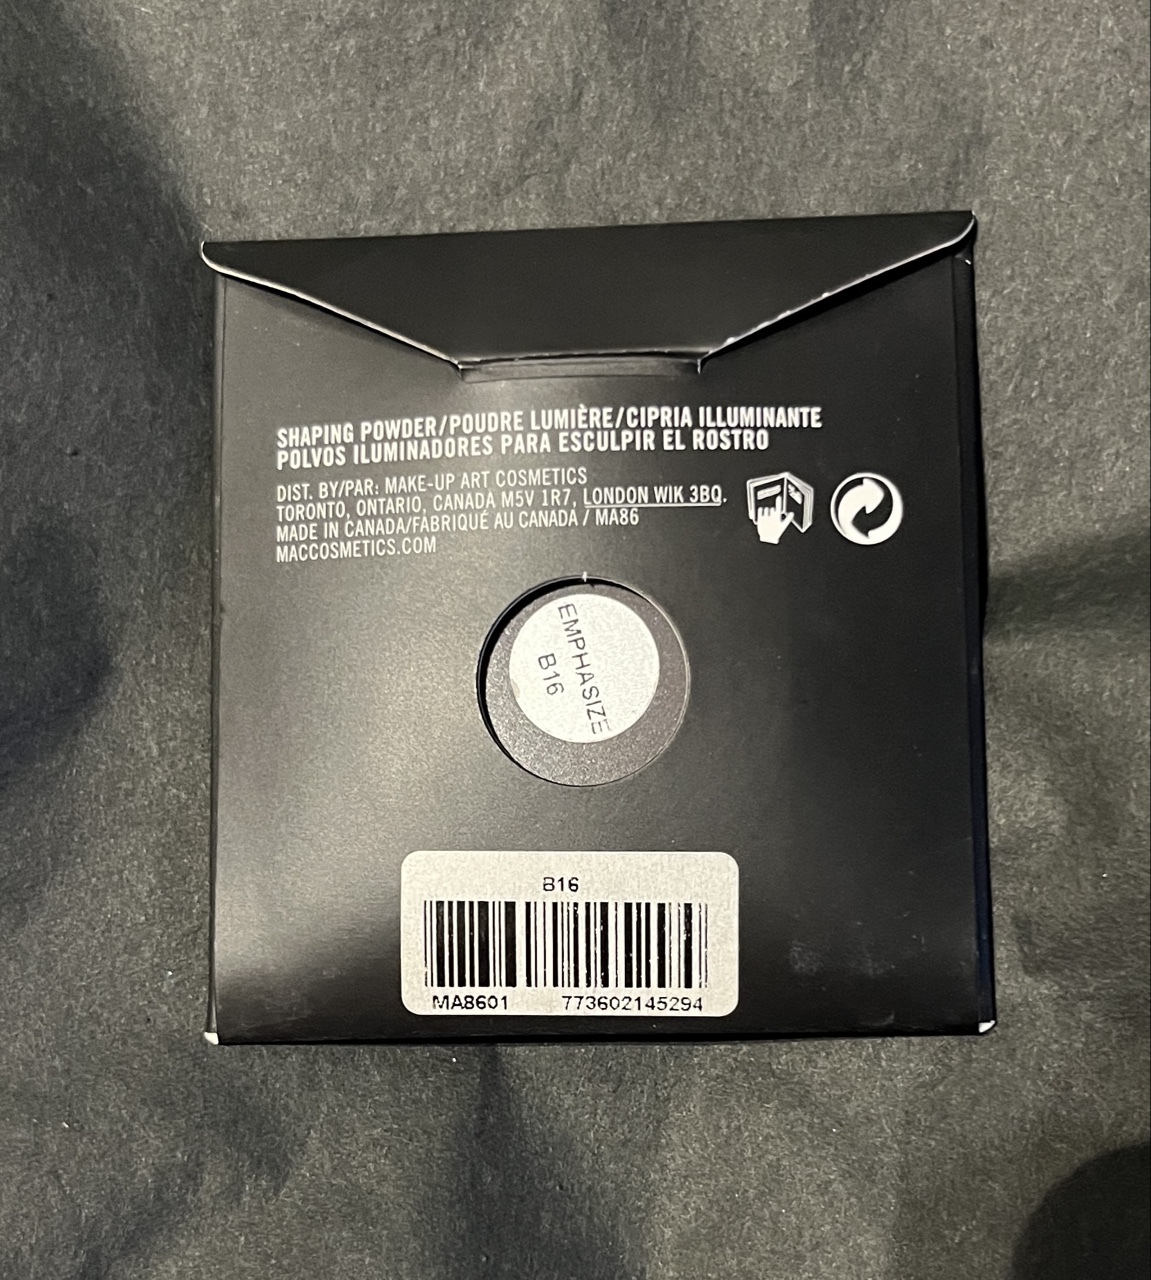 SHAPING POWDER/POUDRE LUMIÈRE/CIPRIA ILLUMINANTE
POLVOS ILUMINADORES PARA ESCULPIR EL ROSTRO
DIST. BY/PAR: MAKE-UP ART COSMETICS
TORONTO, ONTARIO, CANADA M5V 1R7, LONDON WIK 3BQ.
MADE IN CANADA/FABRIQUÉ AU CANADA / MA86
MACCOSMETICS.COM
EMPHASIZE
B16
B16
MA8601 773602145294